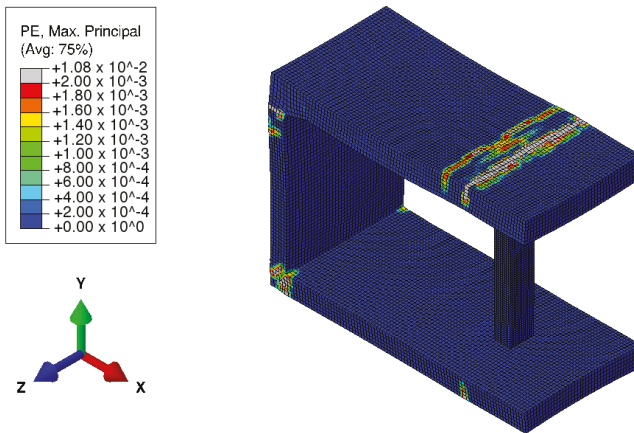 PE, Max. Principal
(Avg: 75%)
+1.08 x 10^-2
+2.00 x 10^-3
+1.80 x 10^-3
+1.60 x 10^-3
+1.40 x 10^-3
+1.20 x 10^-3
+1.00 x 10^-3
+8.00 x 10^-4
+6.00 x 10^-4
+4.00 x 10^-4
+2.00 x 10^-4
+0.00 x 10^0
Y
Z
X